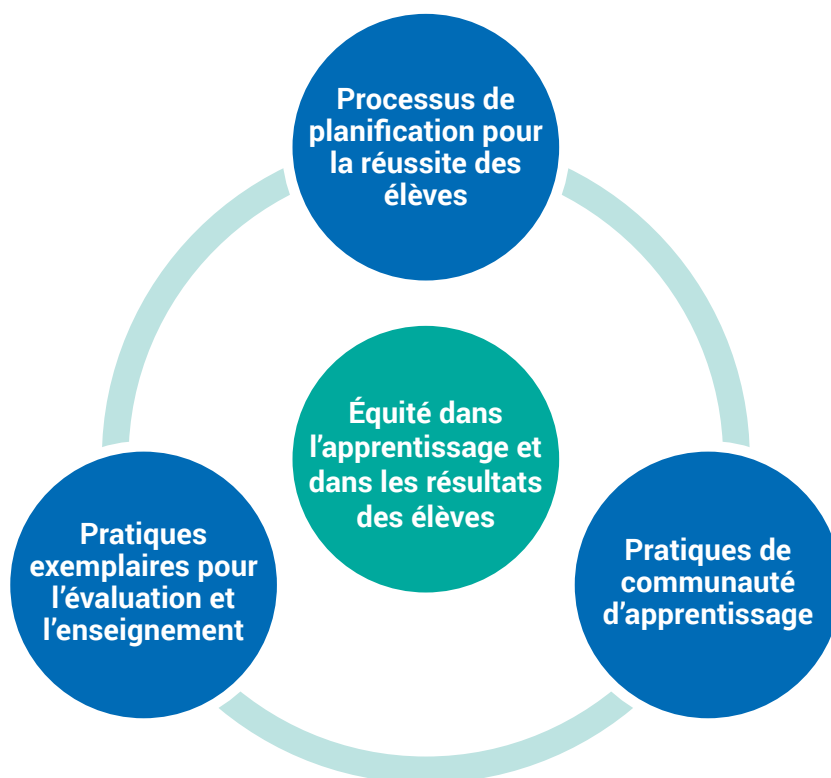 Processus de
planification pour
la réussite des
élèves
Équité dans
l’apprentissage et
dans les résultats
des élèves
Pratiques
exemplaires pour
l’évaluation et
l’enseignement
Pratiques de
communauté
d’apprentissage